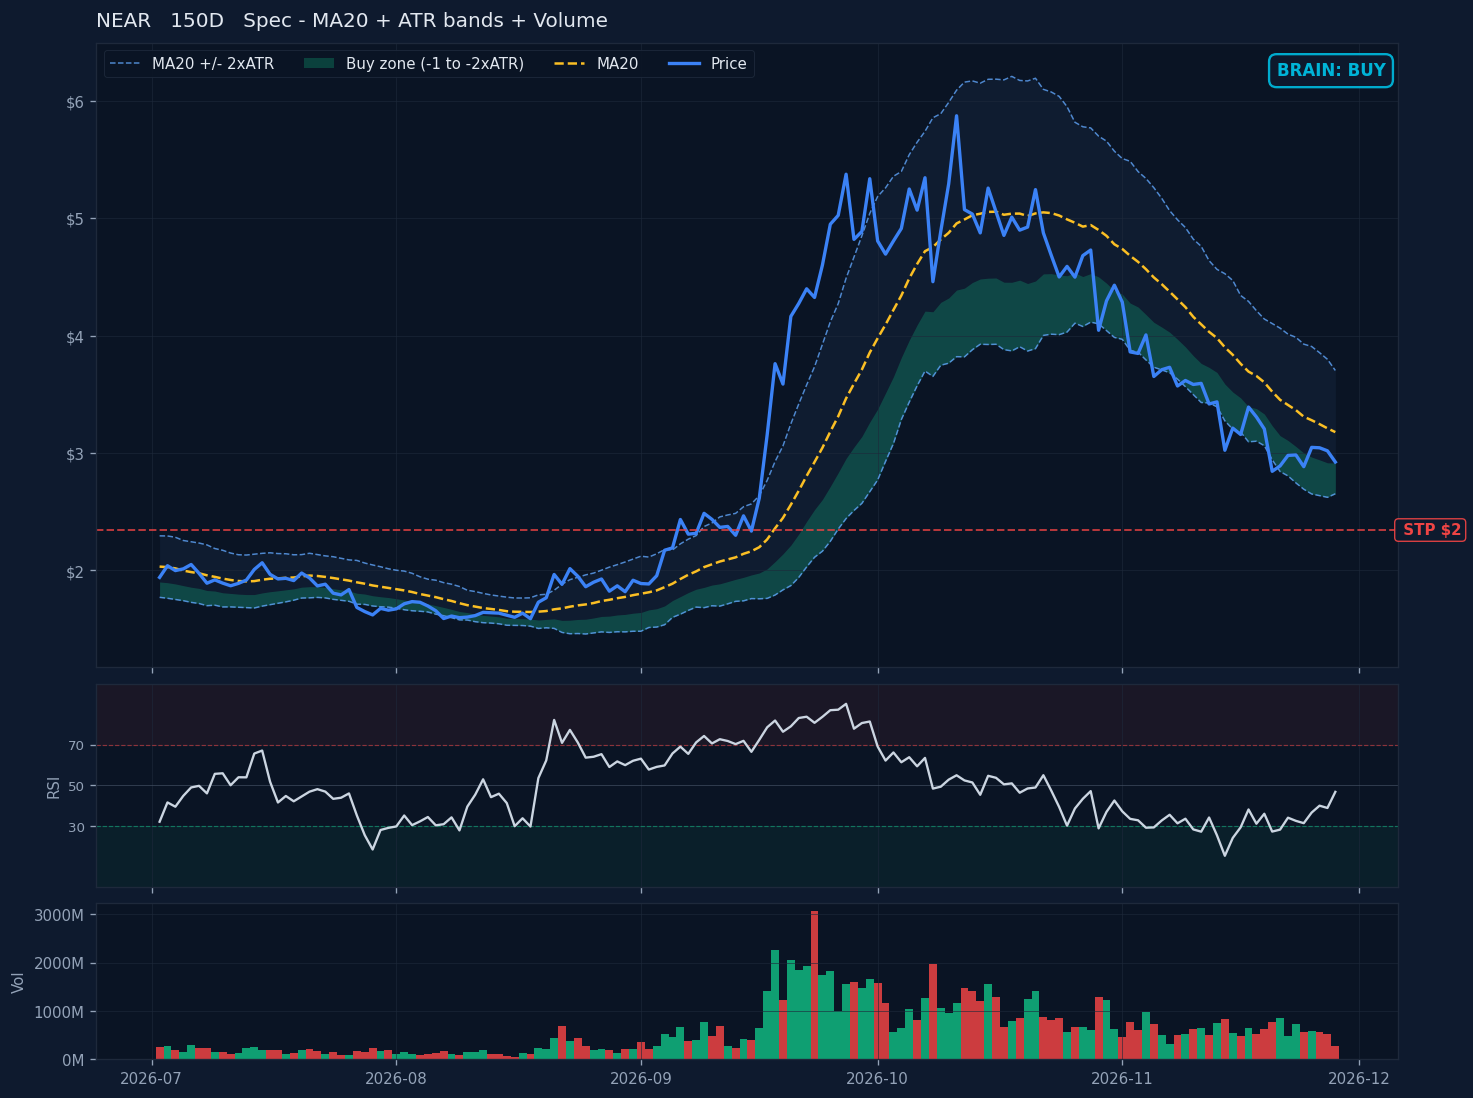 NEAR   150D   Spec - MA20 + ATR bands + Volume
MA20 +/- 2xATR   Buy zone (-1 to -2xATR)   MA20   Price
BRAIN: BUY
$6
$5
$4
$3
STP $2
$2
70
50
30
RSI
3000M
2000M
1000M
0M
Vol
2026-07   2026-08   2026-09   2026-10   2026-11   2026-12